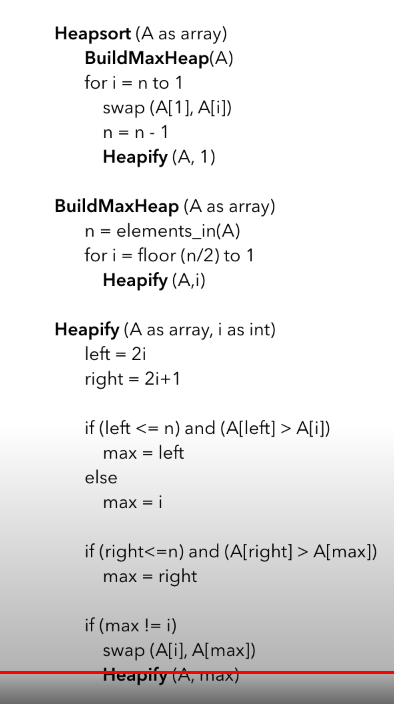 Heapsort (A as array)
BuildMaxHeap(A)
for i = n to 1
swap (A[1], A[i])
n = n - 1
Heapify (A, 1)
BuildMaxHeap (A as array)
n = elements_in(A)
for i = floor (n/2) to 1
Heapify (A,i)
Heapify (A as array, i as int)
left = 2i
right = 2i+1
if (left <= n) and (A[left] > A[i])
max = left
else
max = i
if (right<=n) and (A[right] > A[max])
max = right
if (max != i)
swap (A[i], A[max])
Heapify (A, max)